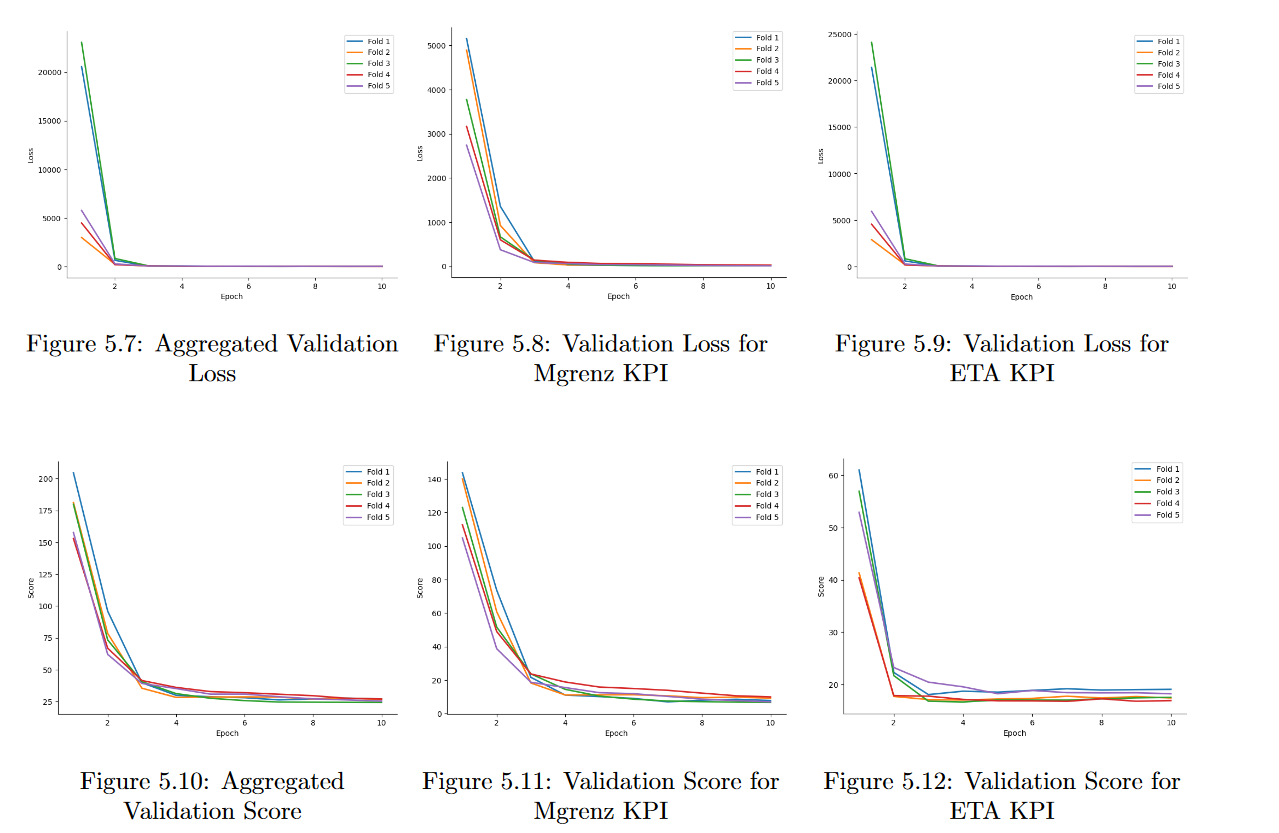 Fold 1
Fold 2
Fold 3
Fold 4
Fold 5
20000
15000
10000
5000
0
Loss
2
4
6
8
10
Epoch
Figure 5.7: Aggregated Validation
Loss
Fold 1
Fold 2
Fold 3
Fold 4
Fold 5
5000
4000
3000
2000
1000
0
Loss
2
4
6
8
10
Epoch
Figure 5.8: Validation Loss for
Mgrenz KPI
Fold 1
Fold 2
Fold 3
Fold 4
Fold 5
25000
20000
15000
10000
5000
0
Loss
2
4
6
8
10
Epoch
Figure 5.9: Validation Loss for
ETA KPI
Fold 1
Fold 2
Fold 3
Fold 4
Fold 5
200
175
150
125
100
75
50
25
Score
2
4
6
8
10
Epoch
Figure 5.10: Aggregated
Validation Score
Fold 1
Fold 2
Fold 3
Fold 4
Fold 5
140
120
100
80
60
40
20
0
Score
2
4
6
8
10
Epoch
Figure 5.11: Validation Score for
Mgrenz KPI
Fold 1
Fold 2
Fold 3
Fold 4
Fold 5
60
50
40
30
20
Score
2
4
6
8
10
Epoch
Figure 5.12: Validation Score for
ETA KPI